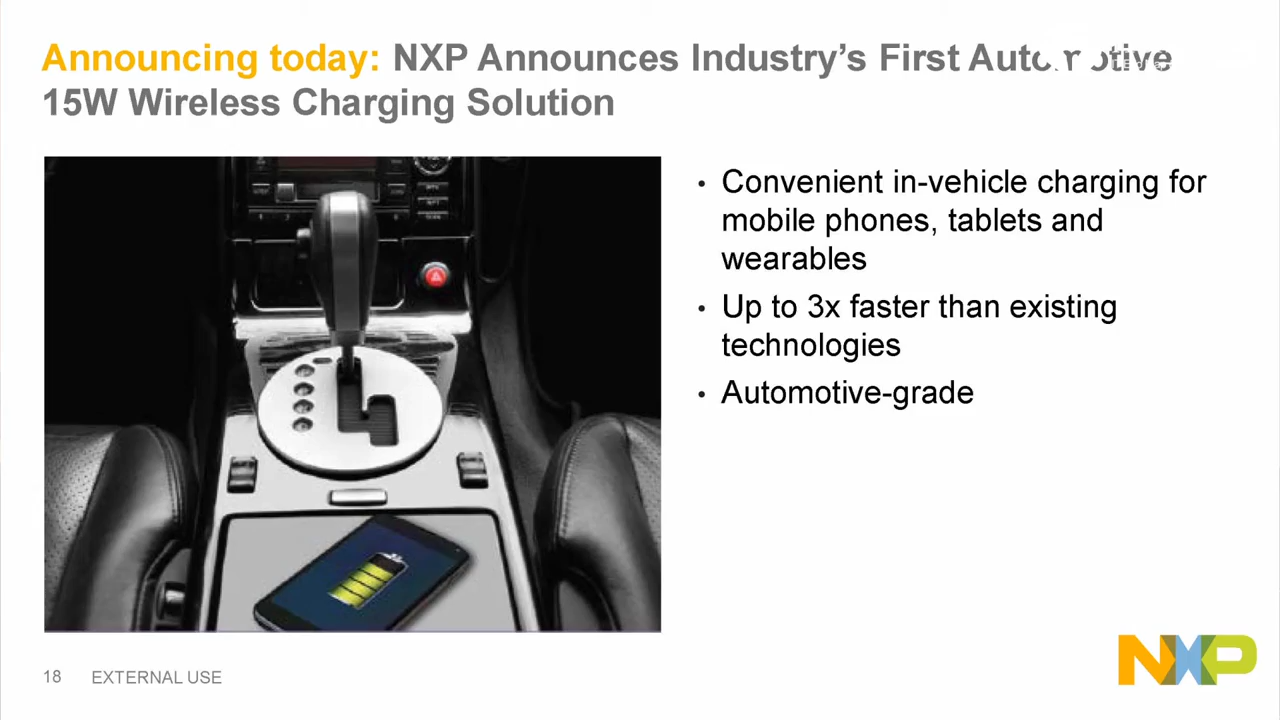 Announcing today: NXP Announces Industry’s First Automotive
15W Wireless Charging Solution
• Convenient in-vehicle charging for
mobile phones, tablets and
wearables
• Up to 3x faster than existing
technologies
• Automotive-grade
18 EXTERNAL USE
NXP